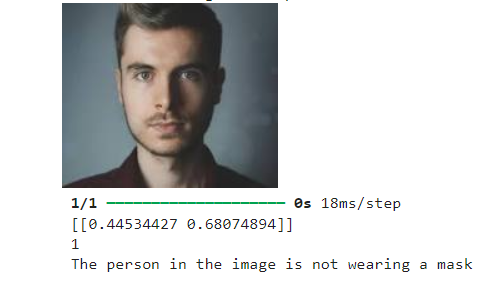 1/1 ━━━━━━━━━━━━━━━━━━━━ 0s 18ms/step
[[0.44534427 0.68074894]]
1
The person in the image is not wearing a mask